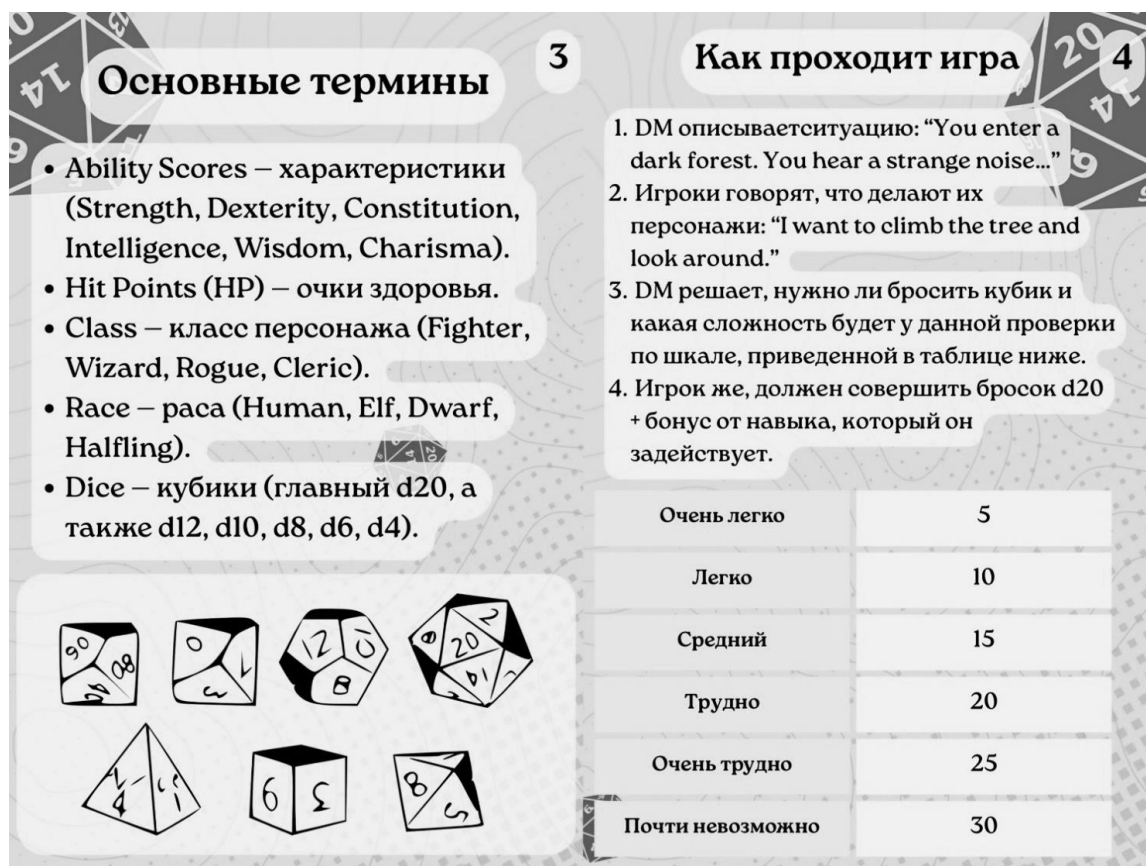 Основные термины
3
• Ability Scores – характеристики
(Strength, Dexterity, Constitution,
Intelligence, Wisdom, Charisma).
• Hit Points (HP) – очки здоровья.
• Class – класс персонажа (Fighter,
Wizard, Rogue, Cleric).
• Race – раса (Human, Elf, Dwarf,
Halfling).
• Dice – кубики (главный d20, а
также d12, d10, d8, d6, d4).
Как проходит игра
4
1. DM описываетситуацию: “You enter a
dark forest. You hear a strange noise...”
2. Игроки говорят, что делают их
персонажи: “I want to climb the tree and
look around.”
3. DM решает, нужно ли бросить кубик и
какая сложность будет у данной проверки
по шкале, приведенной в таблице ниже.
4. Игрок же, должен совершить бросок d20
+ бонус от навыка, который он
задействует.
Очень легко 5
Легко 10
Средний 15
Трудно 20
Очень трудно 25
Почти невозможно 30